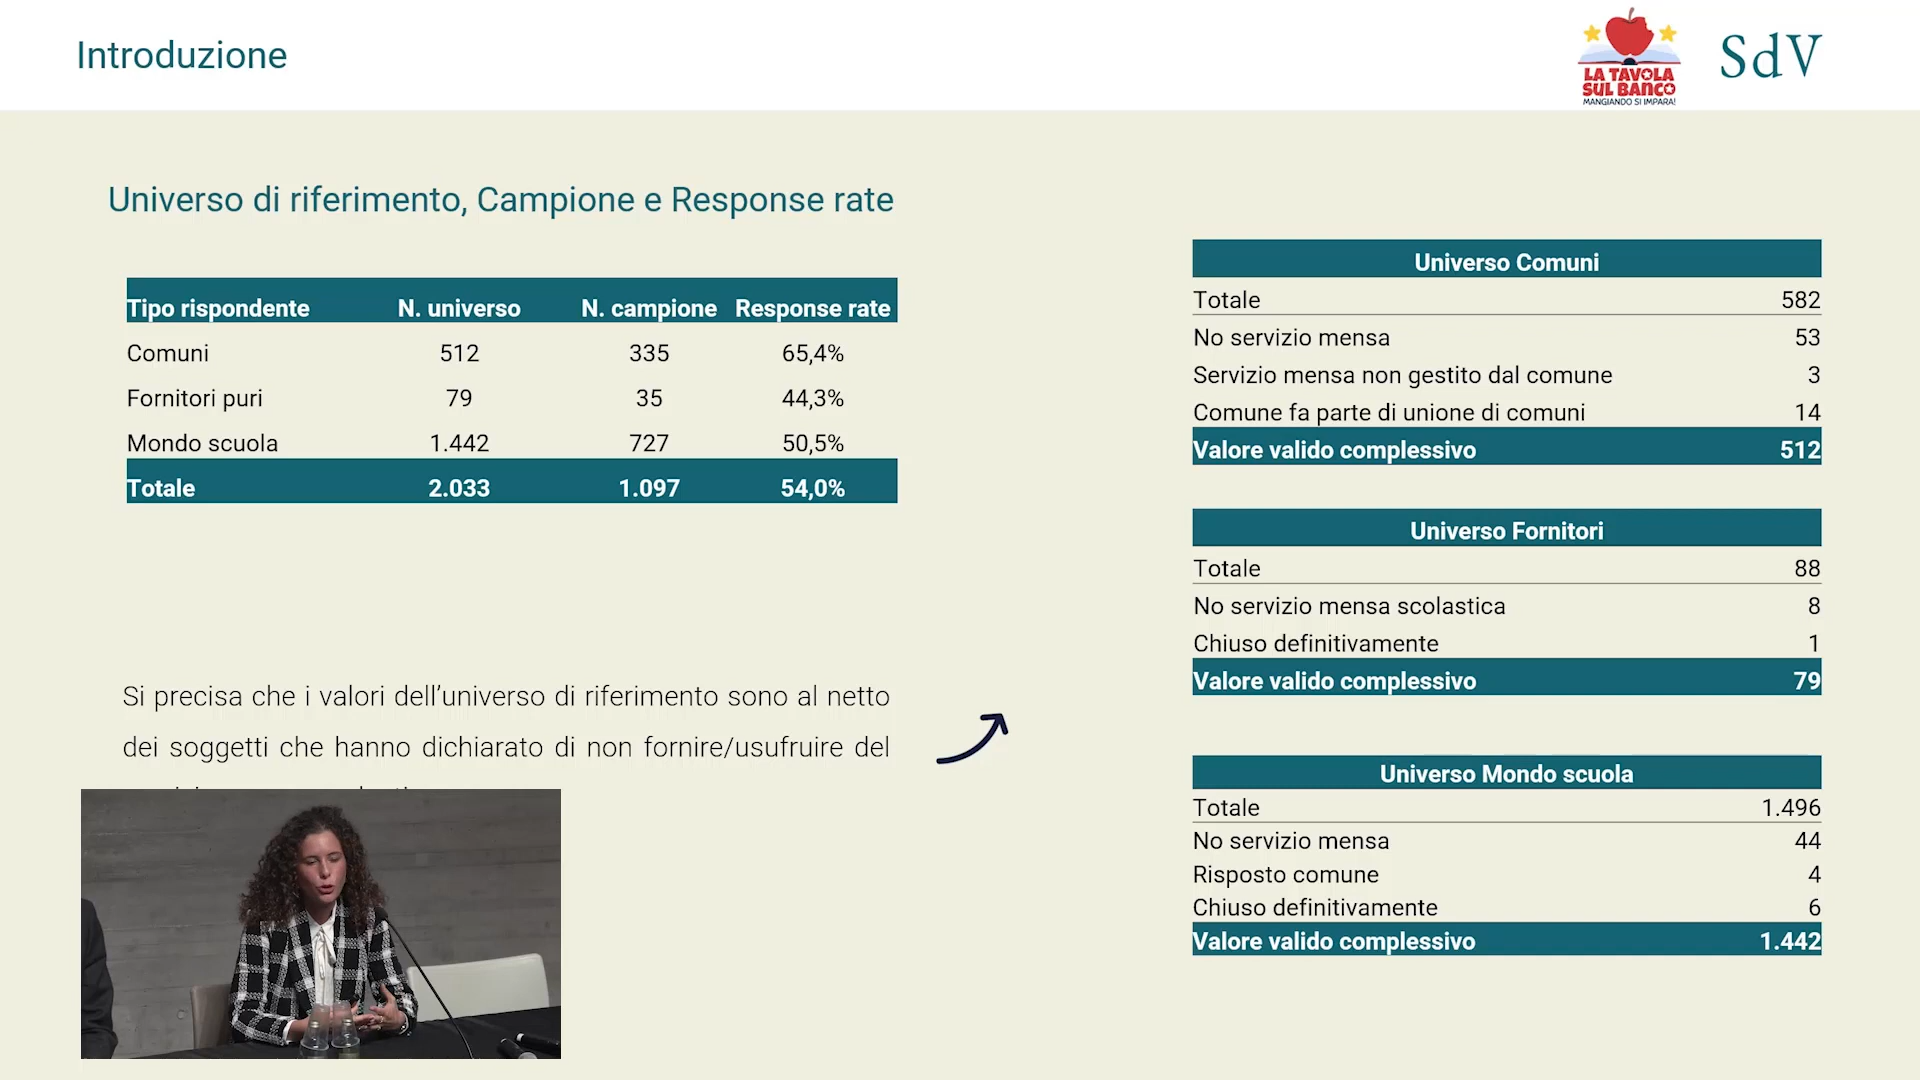 Introduzione
LA TAVOLA
SUL BANCO
MANGIANDO SI IMPARA!
SdV
Universo di riferimento, Campione e Response rate
Tipo rispondente N. universo N. campione Response rate
Comuni 512 335 65,4%
Fornitori puri 79 35 44,3%
Mondo scuola 1.442 727 50,5%
Totale 2.033 1.097 54,0%
Si precisa che i valori dell’universo di riferimento sono al netto
dei soggetti che hanno dichiarato di non fornire/usufruire del
Universo Comuni
Totale 582
No servizio mensa 53
Servizio mensa non gestito dal comune 3
Comune fa parte di unione di comuni 14
Valore valido complessivo 512
Universo Fornitori
Totale 88
No servizio mensa scolastica 8
Chiuso definitivamente 1
Valore valido complessivo 79
Universo Mondo scuola
Totale 1.496
No servizio mensa 44
Risposto comune 4
Chiuso definitivamente 6
Valore valido complessivo 1.442